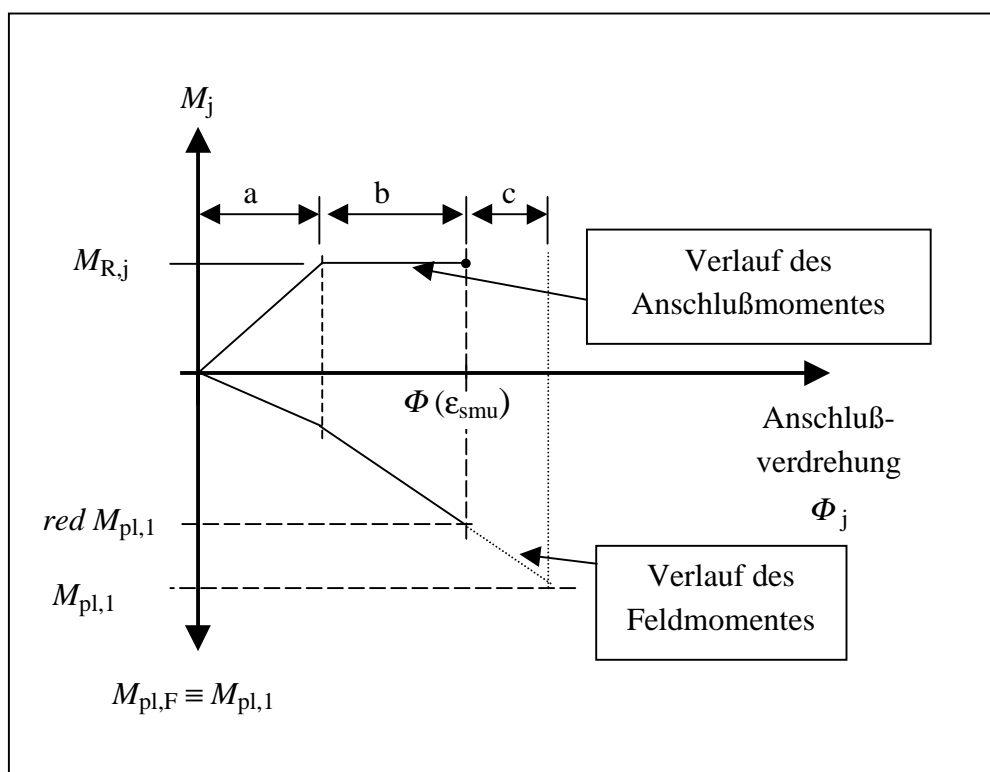 M_j
a b c
M_R,j
Verlauf des
Anschlußmomentes
Φ (ε_smu)
Anschluß-
verdrehung
Φ_j
red M_pl,1
M_pl,1
Verlauf des
Feldmomentes
M_pl,F ≡ M_pl,1